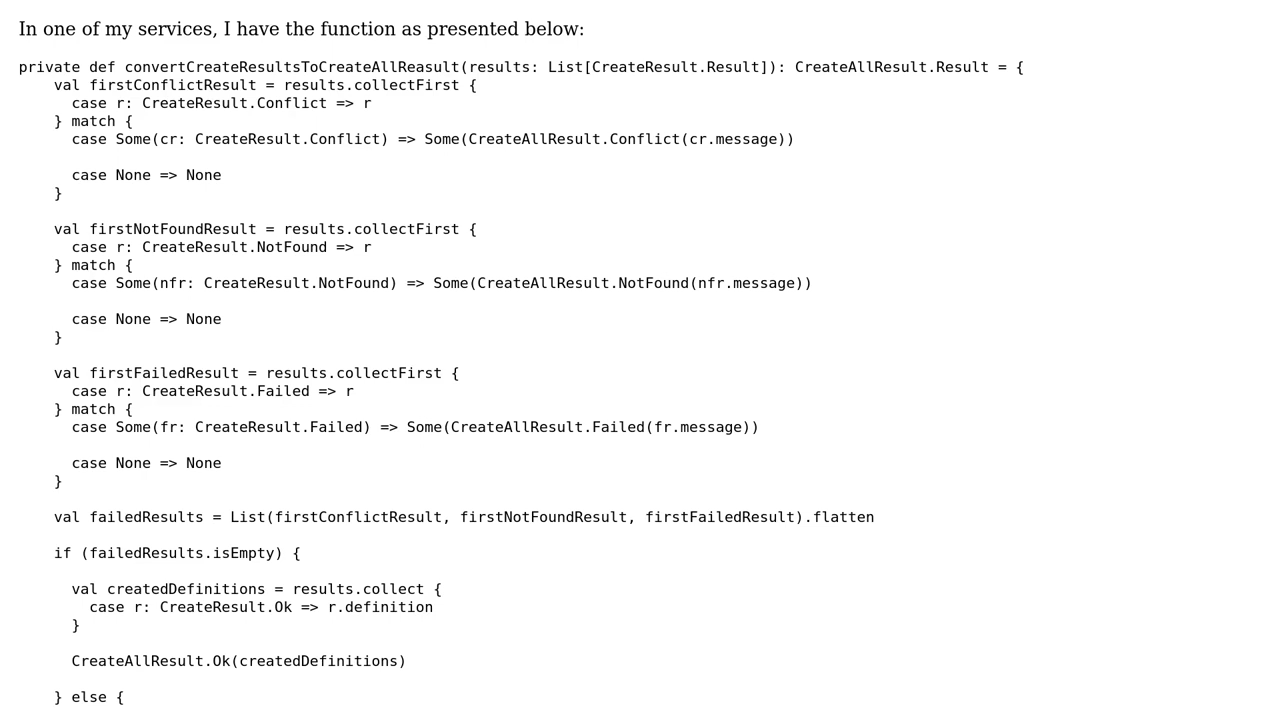 In one of my services, I have the function as presented below:
private def convertCreateResultsToCreateAllReasult(results: List[CreateResult.Result]): CreateAllResult.Result = {
    val firstConflictResult = results.collectFirst {
      case r: CreateResult.Conflict => r
    } match {
      case Some(cr: CreateResult.Conflict) => Some(CreateAllResult.Conflict(cr.message))

      case None => None
    }

    val firstNotFoundResult = results.collectFirst {
      case r: CreateResult.NotFound => r
    } match {
      case Some(nfr: CreateResult.NotFound) => Some(CreateAllResult.NotFound(nfr.message))

      case None => None
    }

    val firstFailedResult = results.collectFirst {
      case r: CreateResult.Failed => r
    } match {
      case Some(fr: CreateResult.Failed) => Some(CreateAllResult.Failed(fr.message))

      case None => None
    }

    val failedResults = List(firstConflictResult, firstNotFoundResult, firstFailedResult).flatten

    if (failedResults.isEmpty) {

      val createdDefinitions = results.collect {
        case r: CreateResult.Ok => r.definition
      }

      CreateAllResult.Ok(createdDefinitions)

    } else {